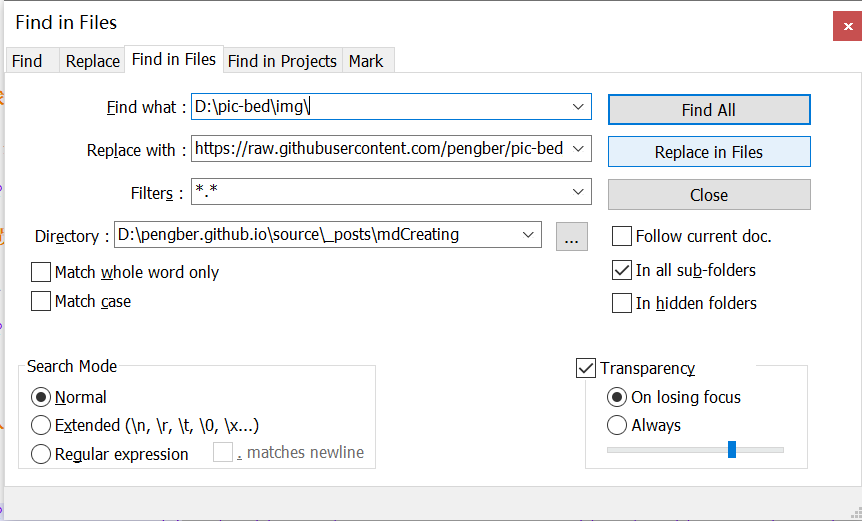 Find in Files
Find Replace Find in Files Find in Projects Mark
Find what : D:\pic-bed\img\ Find All
Replace with : https://raw.githubusercontent.com/pengber/pic-bed Replace in Files
Filters : *.* Close
Directory : D:\pengber.github.io\source\_posts\mdCreating ... Follow current doc.
Match whole word only In all sub-folders
Match case In hidden folders
Search Mode Transparency
Normal On losing focus
Extended (\n, \r, \t, \0, \x...) Always
Regular expression . matches newline